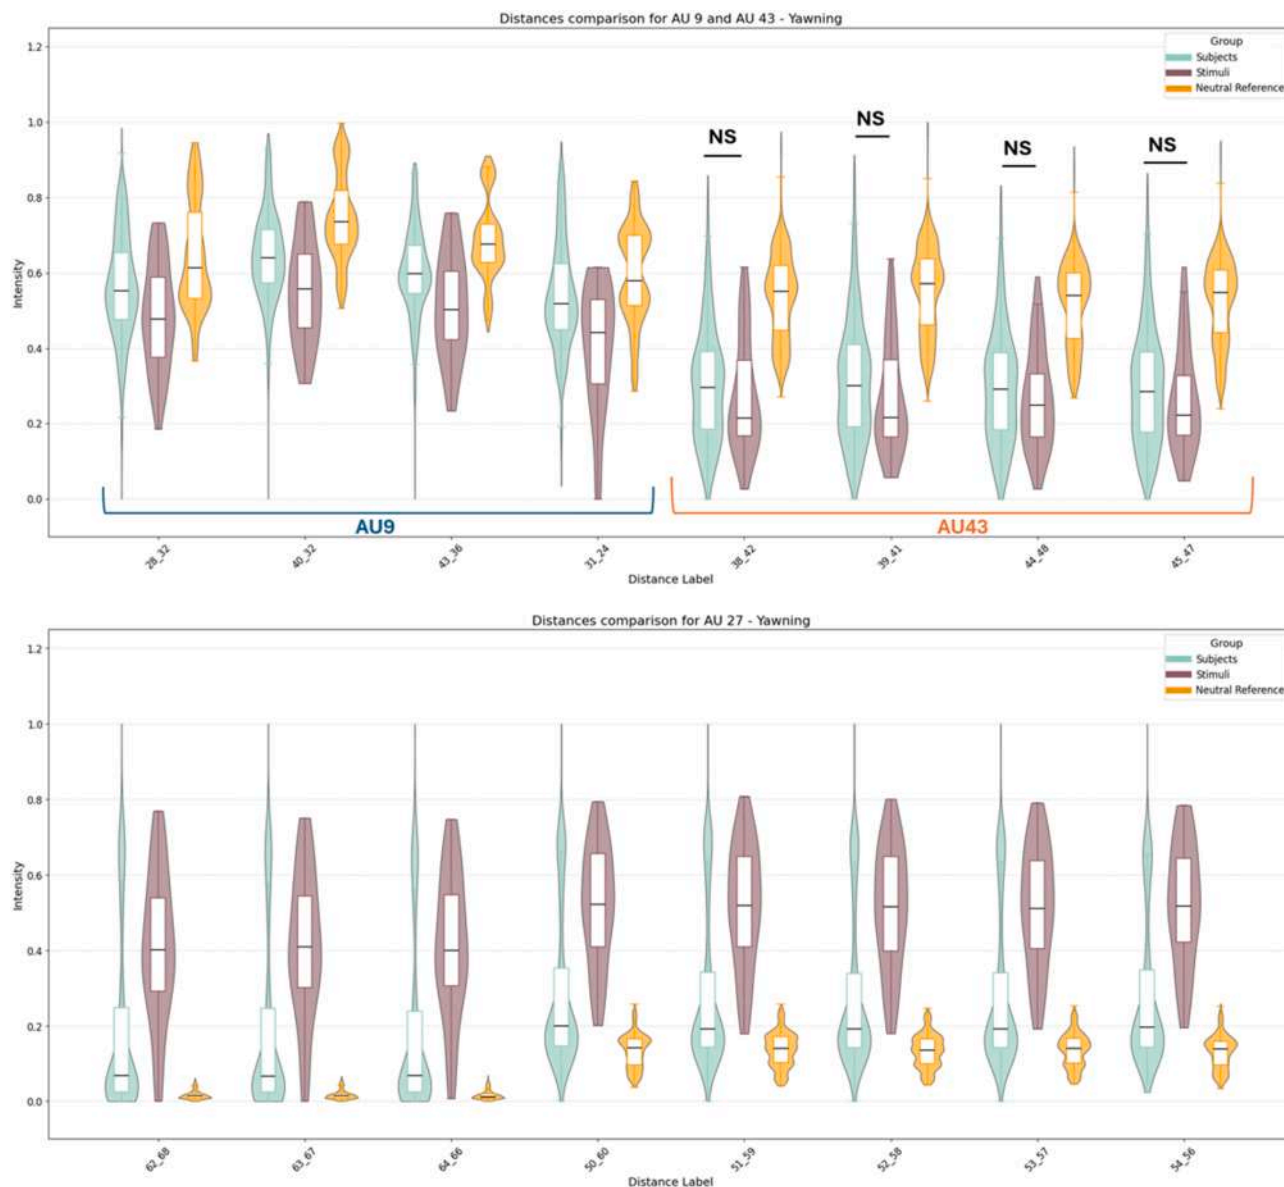 Distances comparison for AU 9 and AU 43 - Yawning
Group
Subjects
Stimuli
Neutral Reference
1.2
1.0
0.8
0.6
0.4
0.2
0.0
Intensity
NS
NS
NS
NS
AU9
AU43
28_32
40_32
43_36
31_24
38_42
39_41
44_48
45_47
Distance Label
Distances comparison for AU 27 - Yawning
Group
Subjects
Stimuli
Neutral Reference
1.2
1.0
0.8
0.6
0.4
0.2
0.0
Intensity
62_68
63_67
64_66
50_60
51_59
52_58
53_57
54_56
Distance Label